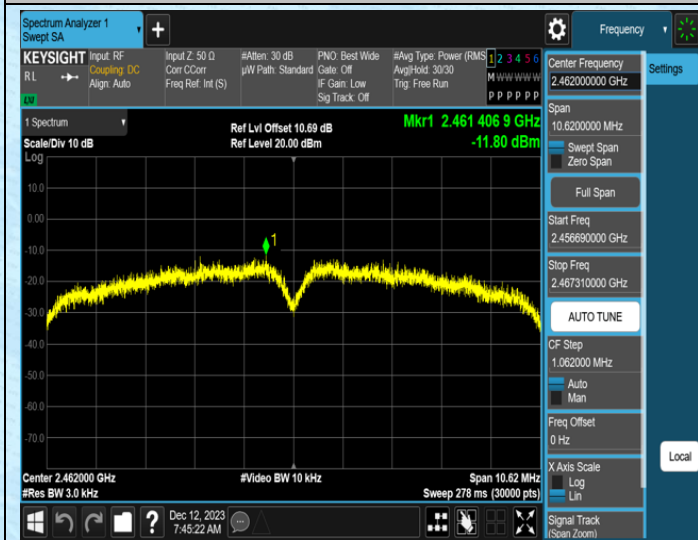 Spectrum Analyzer 1
Swept SA
Frequency
KEYSIGHT
R L
LXI
Input: RF
Coupling: DC
Align: Auto
Input Z: 50 Ω
Corr CCorr
Freq Ref: Int (S)
#Atten: 30 dB
µW Path: Standard
PNO: Best Wide
Gate: Off
IF Gain: Low
Sig Track: Off
#Avg Type: Power (RMS
Avg|Hold: 30/30
Trig: Free Run
1 2 3 4 5 6
M W W W W W
P P P P P P
Center Frequency
2.462000000 GHz
Settings
Span
10.6200000 MHz
Swept Span
Zero Span
Full Span
Start Freq
2.456690000 GHz
Stop Freq
2.467310000 GHz
AUTO TUNE
CF Step
1.062000 MHz
Auto
Man
Freq Offset
0 Hz
X Axis Scale
Log
Lin
Local
Signal Track
(Span Zoom)
1 Spectrum
Scale/Div 10 dB
Ref Lvl Offset 10.69 dB
Ref Level 20.00 dBm
Mkr1 2.461 406 9 GHz
-11.80 dBm
Log
10.0
0.00
-10.0
1
-20.0
-30.0
-40.0
-50.0
-60.0
-70.0
Center 2.462000 GHz
#Video BW 10 kHz
Span 10.62 MHz
#Res BW 3.0 kHz
Sweep 278 ms (30000 pts)
Dec 12, 2023
7:45:22 AM